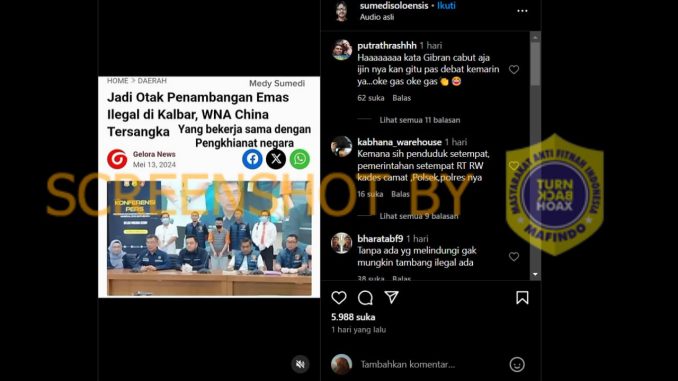 sumedisoloensis • Ikuti
Audio asli
HOME > DAERAH
Medy Sumedi
Jadi Otak Penambangan Emas
Ilegal di Kalbar, WNA China
Tersangka
Yang bekerja sama dengan
Pengkhianat negara
Gelora News
Mei 13, 2024
KONFERENSI
PERS
putrathrashhh 1 hari
Haaaaaaaa kata Gibran cabut aja
ijin nya kan gitu pas debat kemarin
ya...oke gas oke gas 👏 😍
62 suka Balas
Lihat semua 11 balasan
kabhana_warehouse 1 hari
Kemana sih penduduk setempat,
pemerintahan setempat RT RW
kades camat ,Polsek,polres nya
16 suka Balas
Lihat semua 9 balasan
bharatabf9 1 hari
Tanpa ada yg melindungi gak
mungkin tambang ilegal ada
38 suka Balas
5.988 suka
1 hari yang lalu
Tambahkan komentar...
SCREENSHOT BY
MASYARAKAT ANTI FITNAH INDONESIA
TURN
BACK
HOAX
MAFINDO